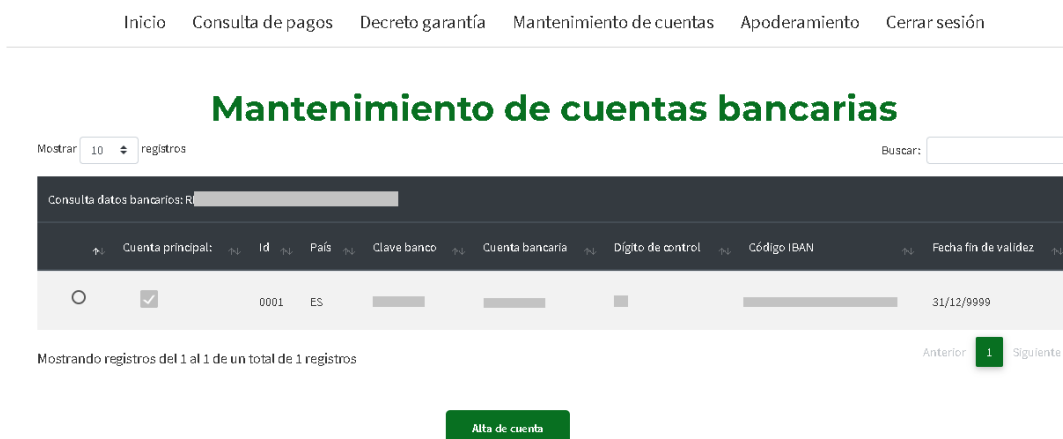 Inicio Consulta de pagos Decreto garantía Mantenimiento de cuentas Apoderamiento Cerrar sesión
Mantenimiento de cuentas bancarias
Mostrar 10 registros Buscar:
Consulta datos bancarios:
Cuenta principal: Id País Clave banco Cuenta bancaria Dígito de control Código IBAN Fecha fin de validez
0001 ES 31/12/9999
Mostrando registros del 1 al 1 de un total de 1 registros Anterior 1 Siguiente
Alta de cuenta